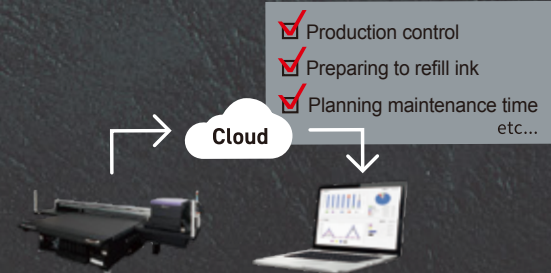 Production control
Preparing to refill ink
Planning maintenance time
etc...
Cloud